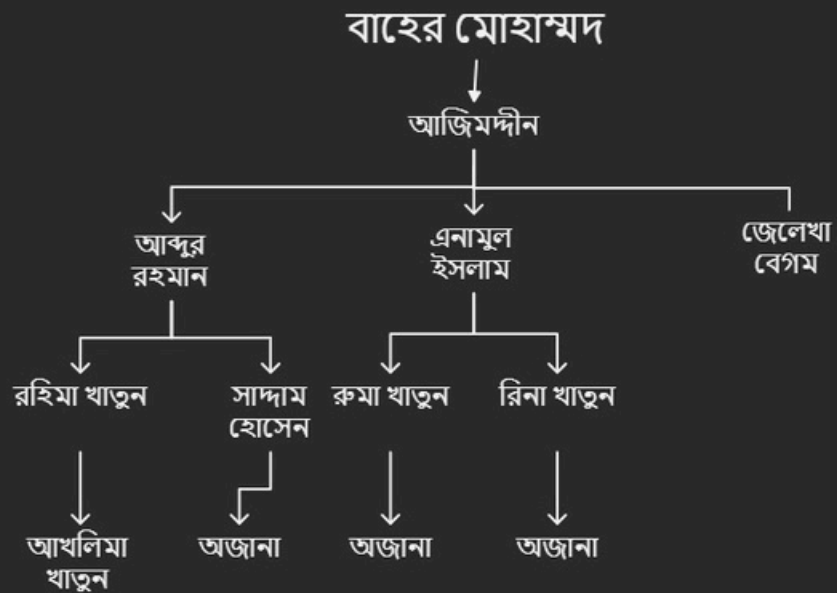 বাহের মোহাম্মদ
আজিমদ্দীন
আব্দুর
রহমান
এনামুল
ইসলাম
জেলেখা
বেগম
রহিমা খাতুন
সাদ্দাম
হোসেন
রুমা খাতুন
রিনা খাতুন
আখলিমা
খাতুন
অজানা
অজানা
অজানা